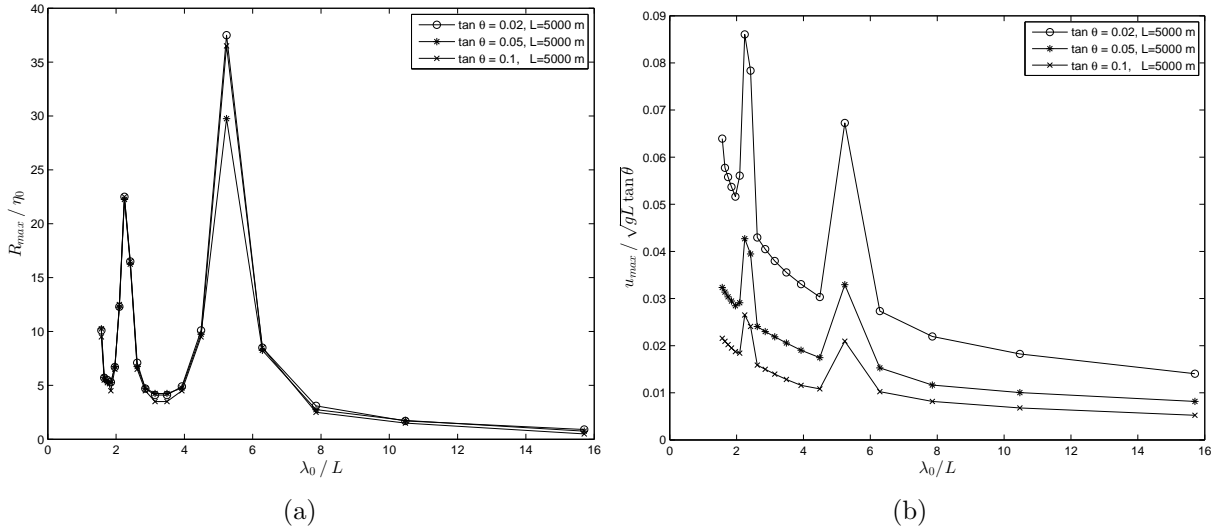 40
35
30
25
20
15
10
5
0
R_max / η_0
0 2 4 6 8 10 12 14 16
λ_0 / L
tan θ = 0.02, L=5000 m
tan θ = 0.05, L=5000 m
tan θ = 0.1, L=5000 m
(a)
0.09
0.08
0.07
0.06
0.05
0.04
0.03
0.02
0.01
0
u_max / √gL tan θ
0 2 4 6 8 10 12 14 16
λ_0 / L
tan θ = 0.02, L=5000 m
tan θ = 0.05, L=5000 m
tan θ = 0.1, L=5000 m
(b)